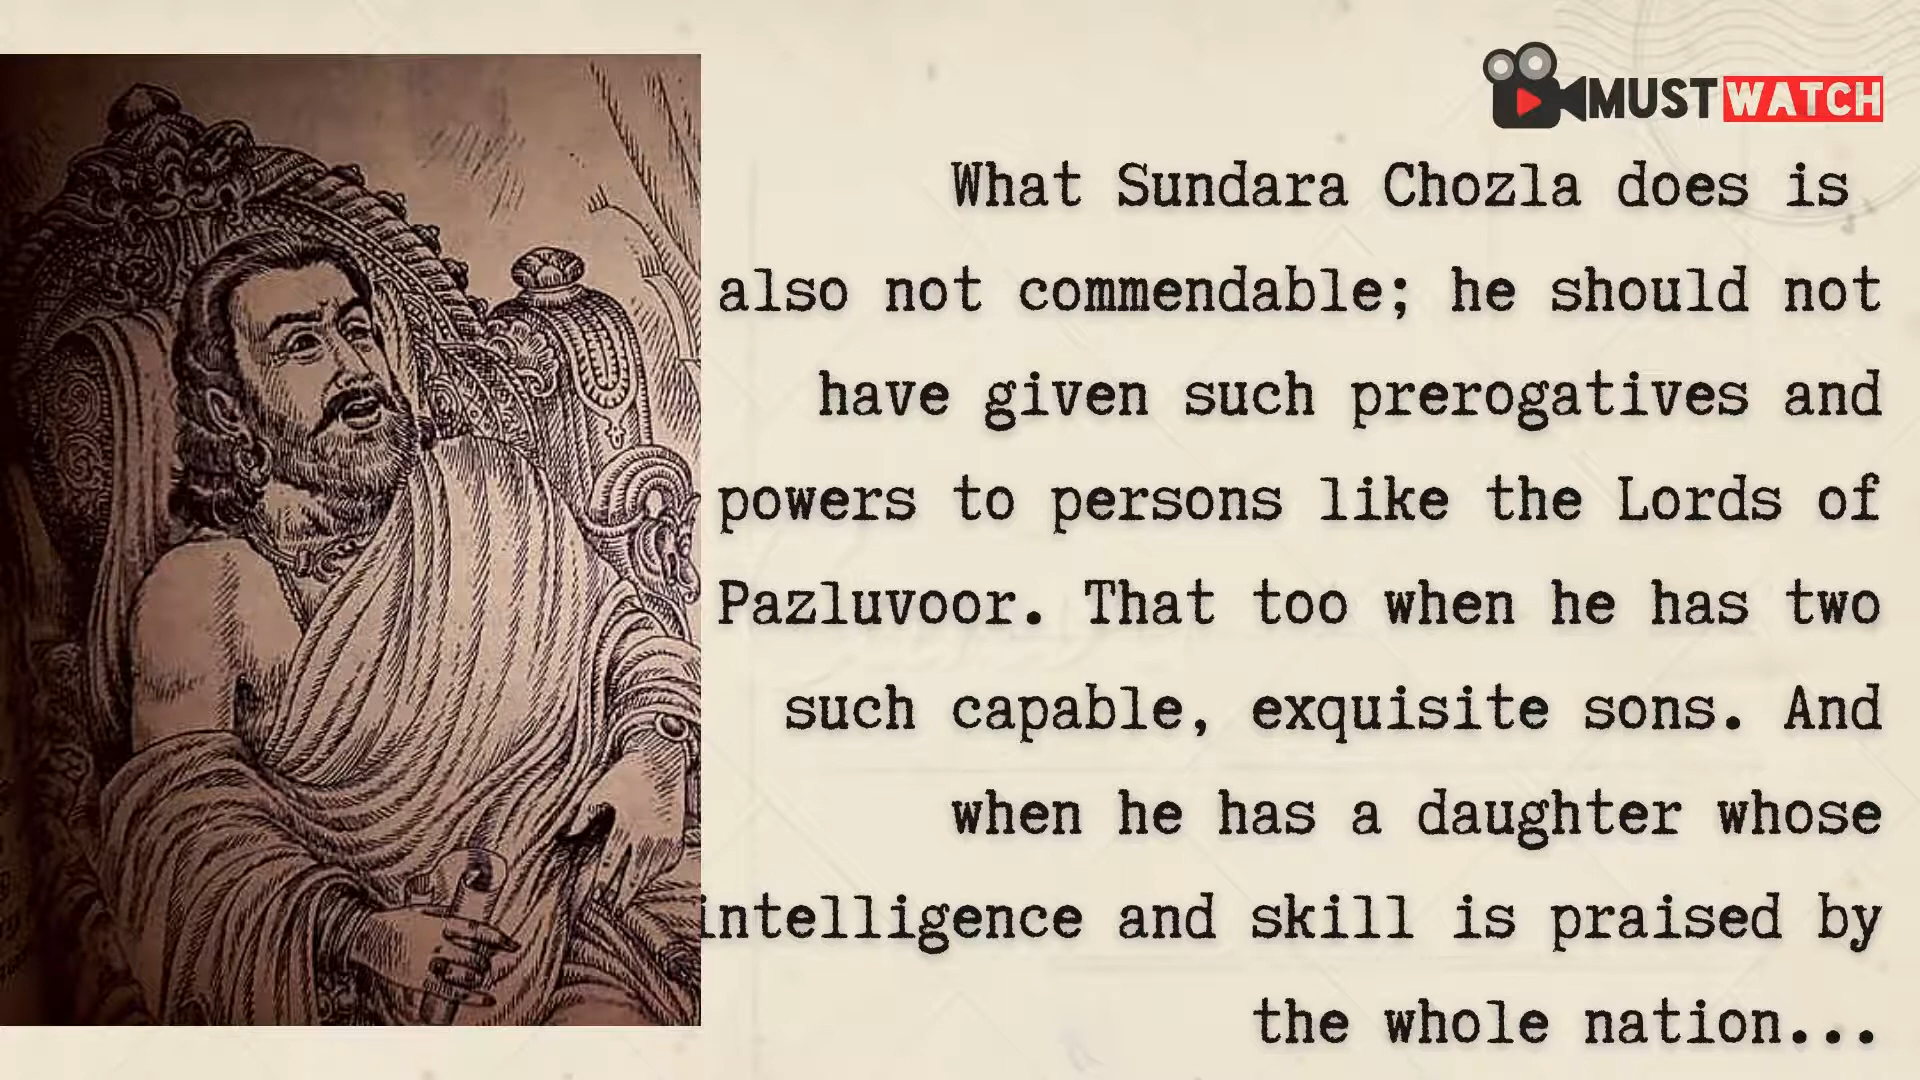 MUST WATCH
What Sundara Chozla does is
also not commendable; he should not
have given such prerogatives and
powers to persons like the Lords of
Pazluvoor. That too when he has two
such capable, exquisite sons. And
when he has a daughter whose
intelligence and skill is praised by
the whole nation...